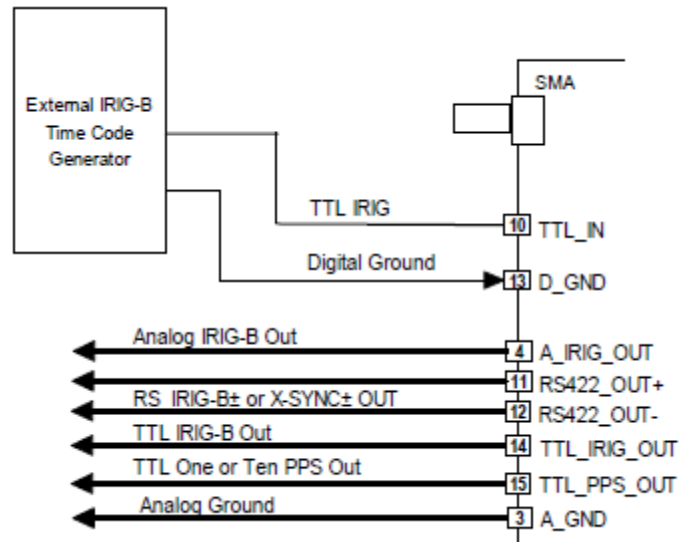 External IRIG-B
Time Code
Generator
SMA
TTL IRIG
10 TTL_IN
Digital Ground
13 D_GND
Analog IRIG-B Out
4 A_IRIG_OUT
11 RS422_OUT+
RS IRIG-B± or X-SYNC± OUT
12 RS422_OUT-
TTL IRIG-B Out
14 TTL_IRIG_OUT
TTL One or Ten PPS Out
15 TTL_PPS_OUT
Analog Ground
3 A_GND